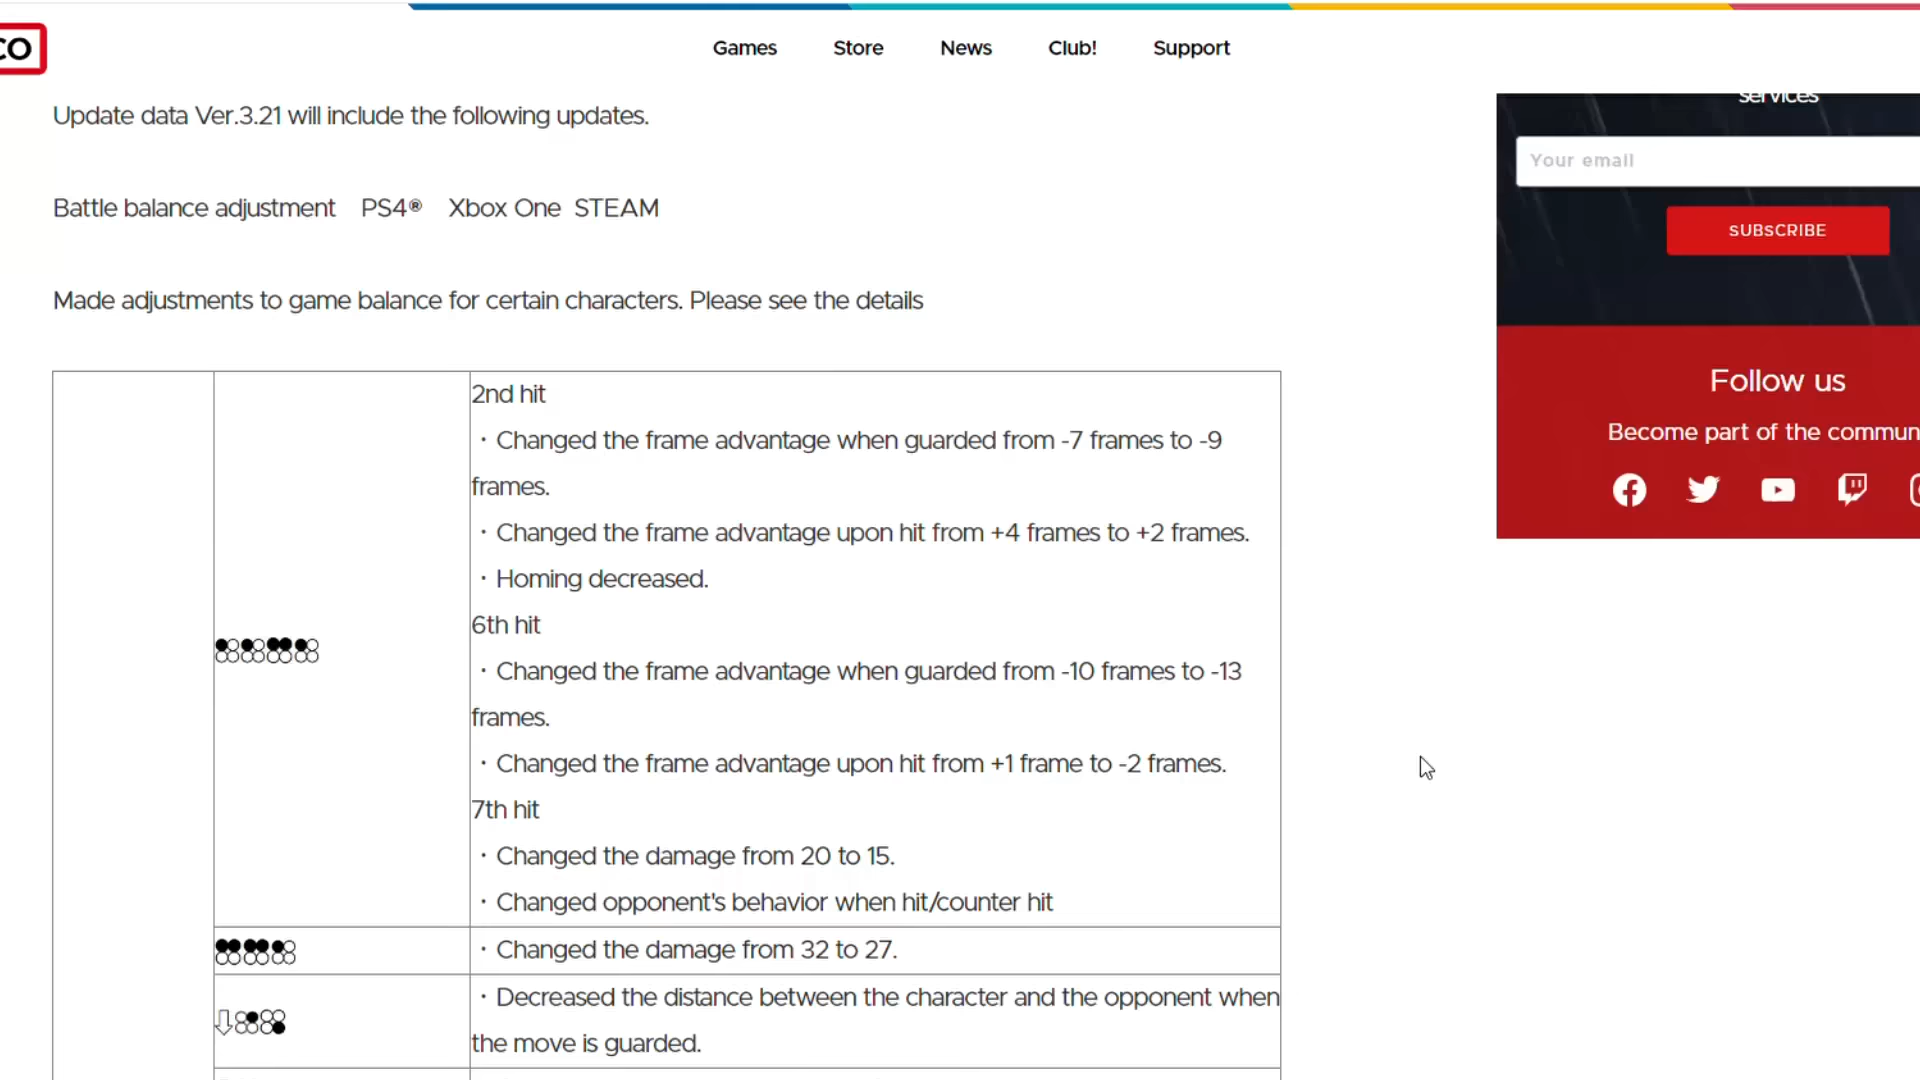 CO
Games
Store
News
Club!
Support
Update data Ver.3.21 will include the following updates.
services
Your email
SUBSCRIBE
Battle balance adjustment PS4® Xbox One STEAM
Made adjustments to game balance for certain characters. Please see the details
Follow us
Become part of the commun
2nd hit
・Changed the frame advantage when guarded from -7 frames to -9
frames.
・Changed the frame advantage upon hit from +4 frames to +2 frames.
・Homing decreased.
6th hit
・Changed the frame advantage when guarded from -10 frames to -13
frames.
・Changed the frame advantage upon hit from +1 frame to -2 frames.
7th hit
・Changed the damage from 20 to 15.
・Changed opponent's behavior when hit/counter hit
・Changed the damage from 32 to 27.
・Decreased the distance between the character and the opponent when
the move is guarded.